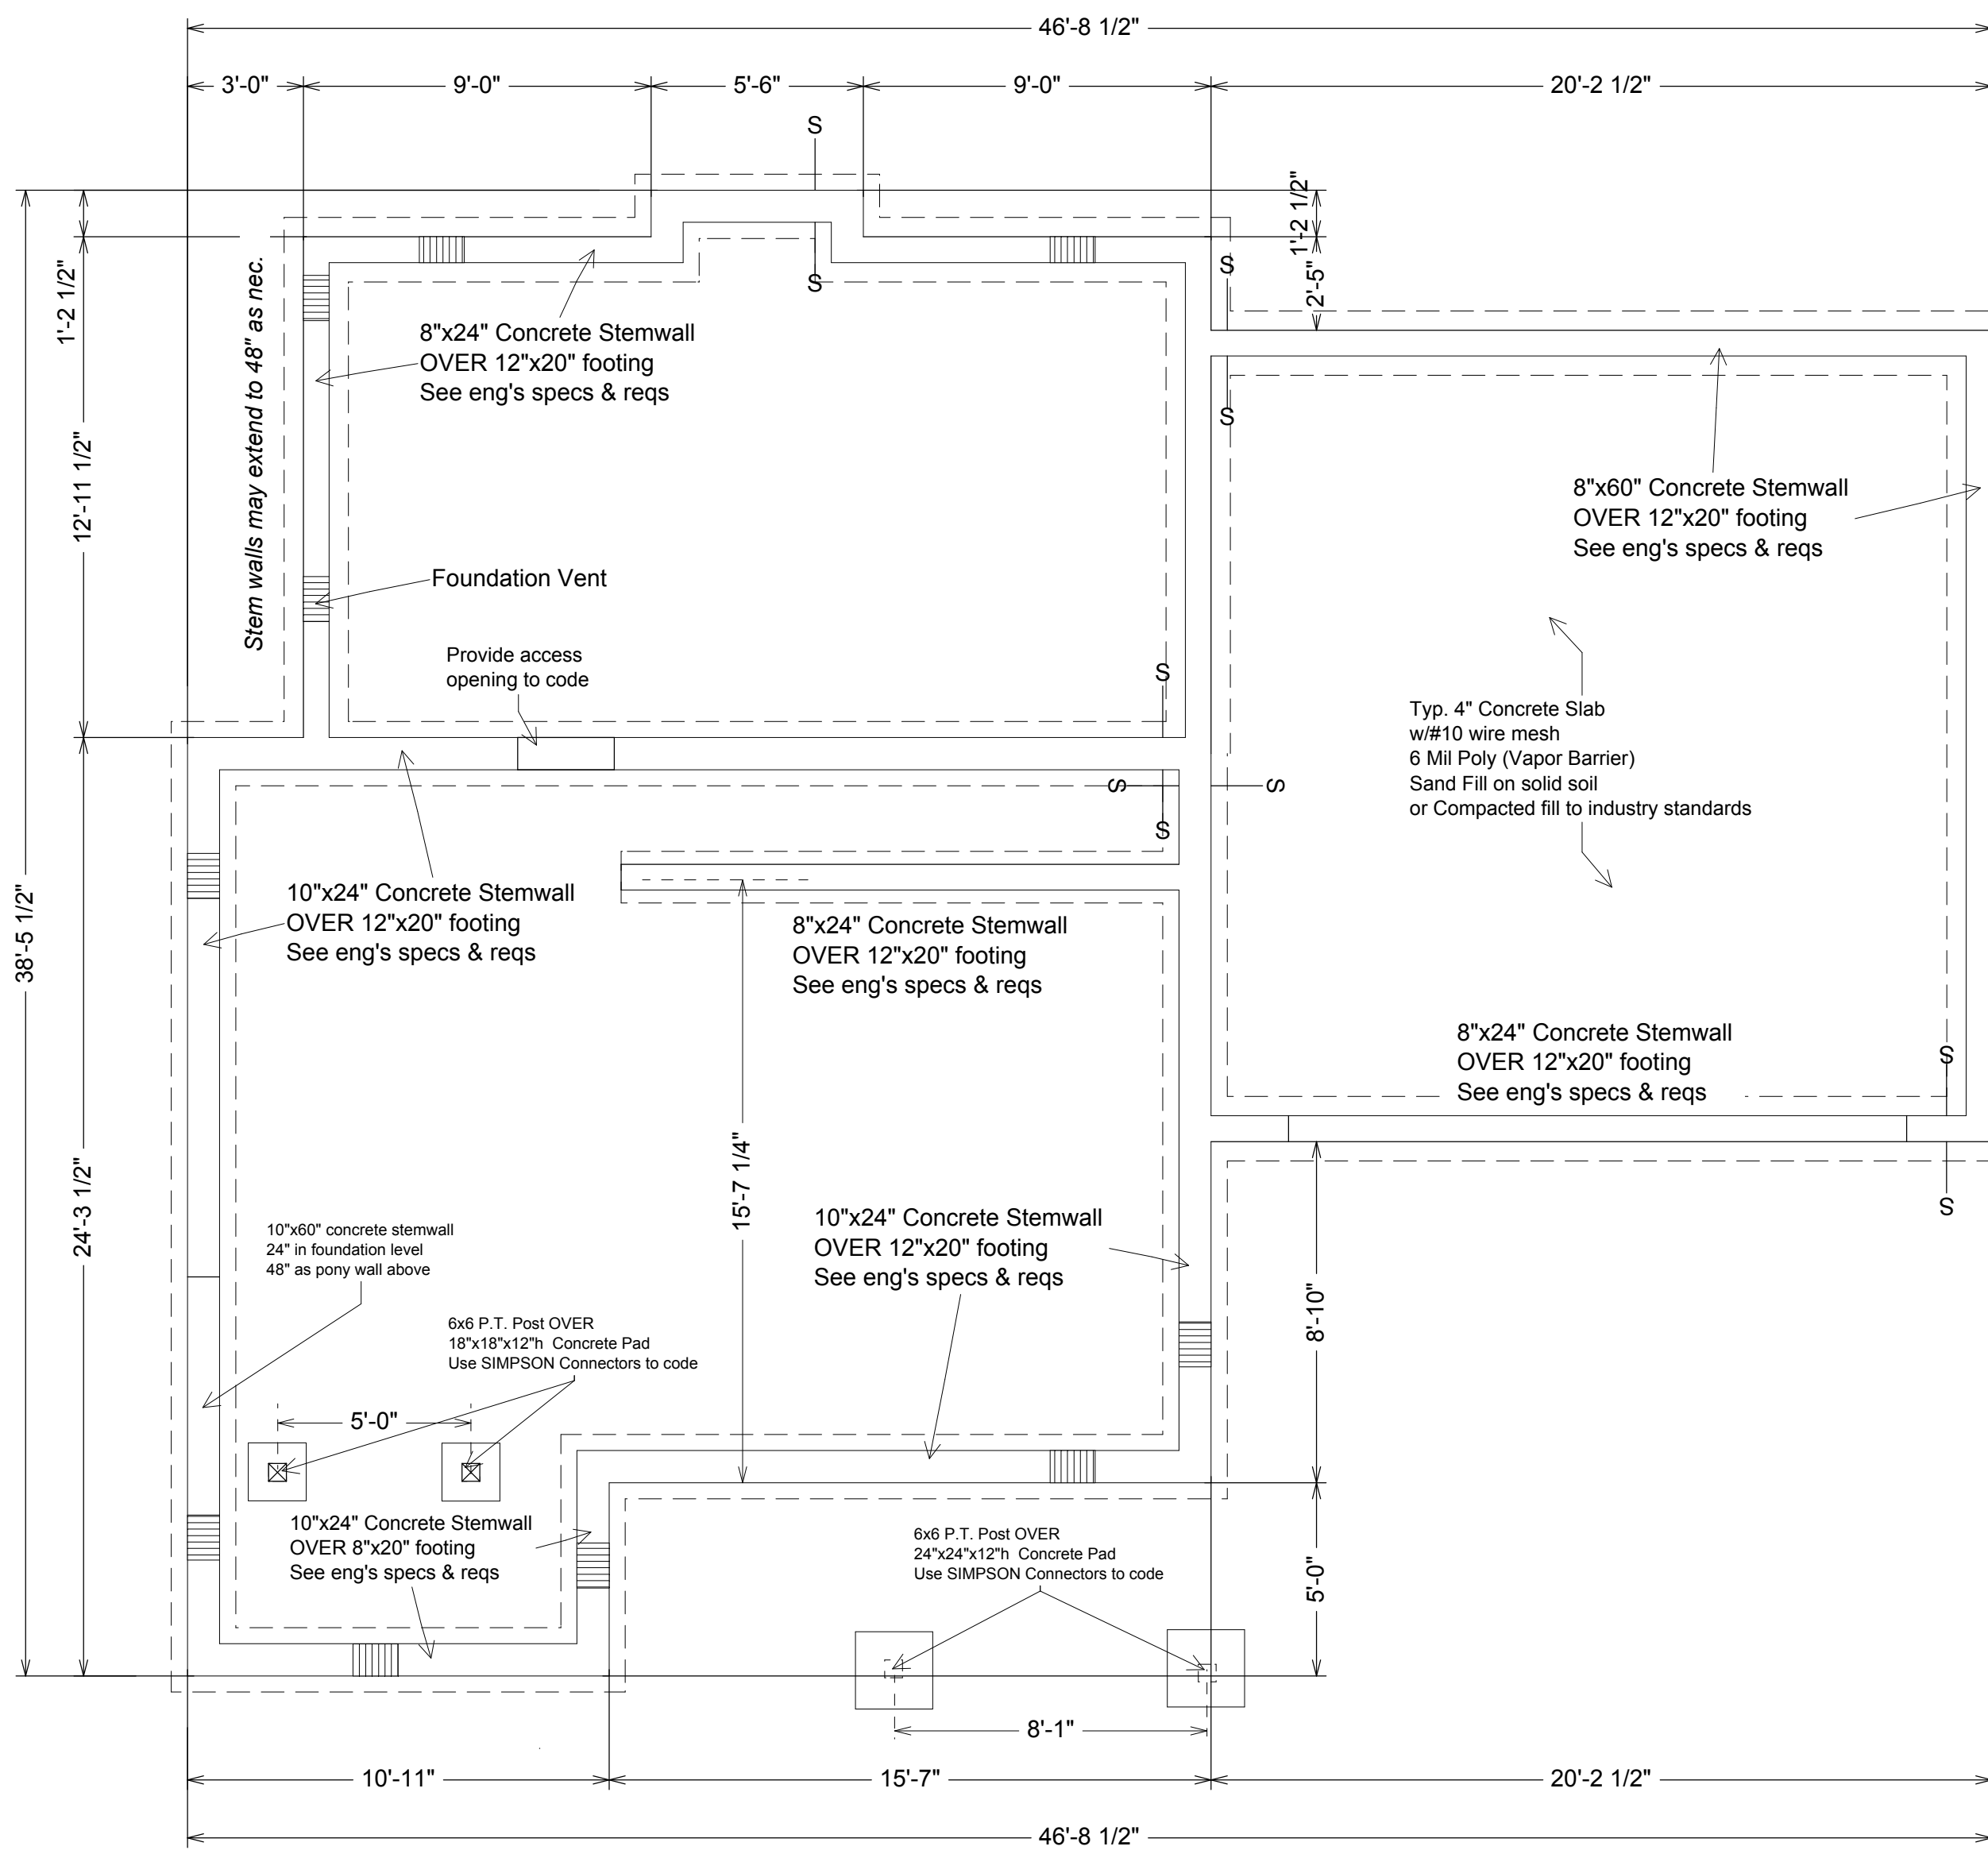 46'-8 1/2"
3'-0"
9'-0"
5'-6"
9'-0"
20'-2 1/2"
S
1'-2 1/2"
2'-5"
S
S
S
1'-2 1/2"
12'-11 1/2"
38'-5 1/2"
24'-3 1/2"
Stem walls may extend to 48" as nec.
8"x24" Concrete Stemwall
OVER 12"x20" footing
See eng's specs & reqs
8"x60" Concrete Stemwall
OVER 12"x20" footing
See eng's specs & reqs
Foundation Vent
Provide access
opening to code
S
S
S
S
Typ. 4" Concrete Slab
w/#10 wire mesh
6 Mil Poly (Vapor Barrier)
Sand Fill on solid soil
or Compacted fill to industry standards
10"x24" Concrete Stemwall
OVER 12"x20" footing
See eng's specs & reqs
8"x24" Concrete Stemwall
OVER 12"x20" footing
See eng's specs & reqs
8"x24" Concrete Stemwall
OVER 12"x20" footing
See eng's specs & reqs
S
S
15'-7 1/4"
10"x24" Concrete Stemwall
OVER 12"x20" footing
See eng's specs & reqs
10"x60" concrete stemwall
24" in foundation level
48" as pony wall above
8'-10"
6x6 P.T. Post OVER
18"x18"x12"h Concrete Pad
Use SIMPSON Connectors to code
5'-0"
10"x24" Concrete Stemwall
OVER 8"x20" footing
See eng's specs & reqs
6x6 P.T. Post OVER
24"x24"x12"h Concrete Pad
Use SIMPSON Connectors to code
5'-0"
8'-1"
10'-11"
15'-7"
20'-2 1/2"
46'-8 1/2"